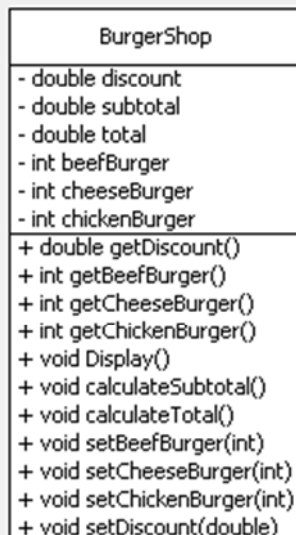 BurgerShop
- double discount
- double subtotal
- double total
- int beefBurger
- int cheeseBurger
- int chickenBurger
+ double getDiscount()
+ int getBeefBurger()
+ int getCheeseBurger()
+ int getChickenBurger()
+ void Display()
+ void calculateSubtotal()
+ void calculateTotal()
+ void setBeefBurger(int)
+ void setCheeseBurger(int)
+ void setChickenBurger(int)
+ void setDiscount(double)